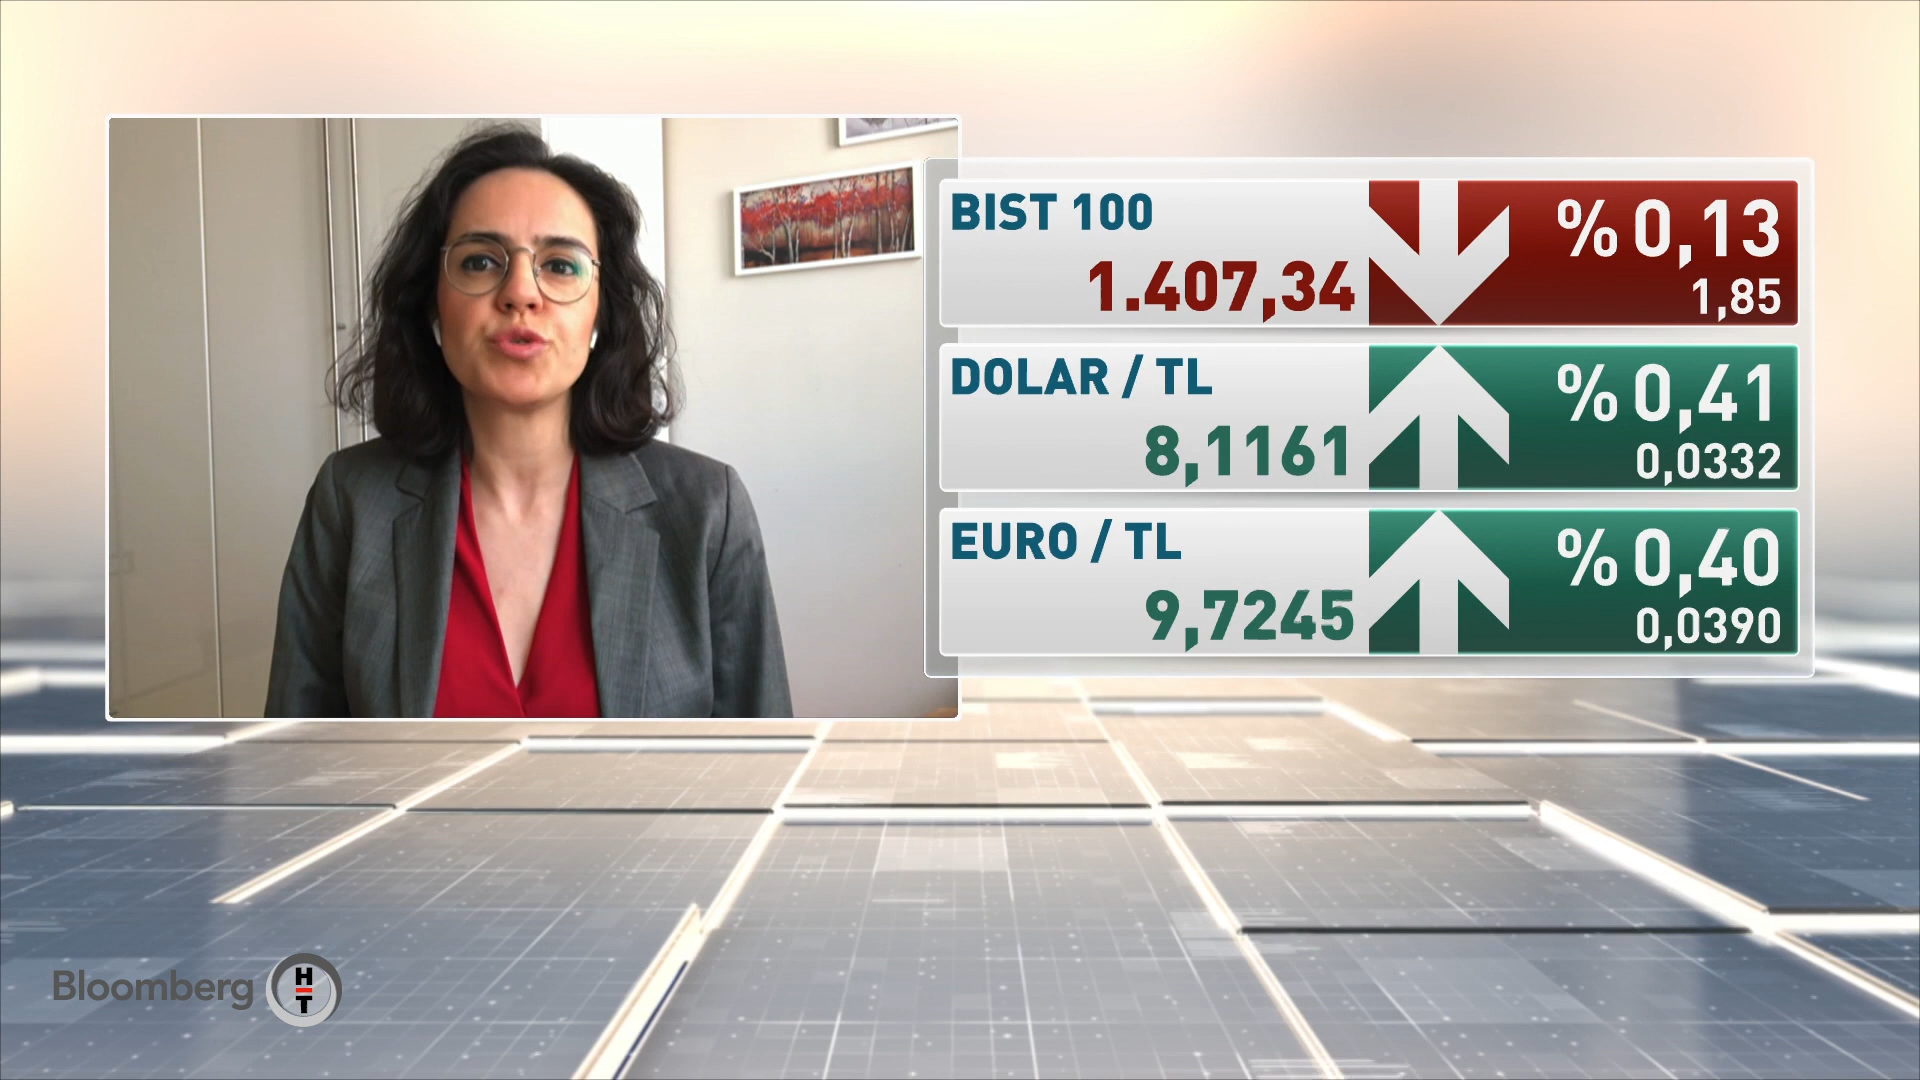 BIST 100
1.407,34
% 0,13
1,85
DOLAR / TL
8,1161
% 0,41
0,0332
EURO / TL
9,7245
% 0,40
0,0390
Bloomberg HT